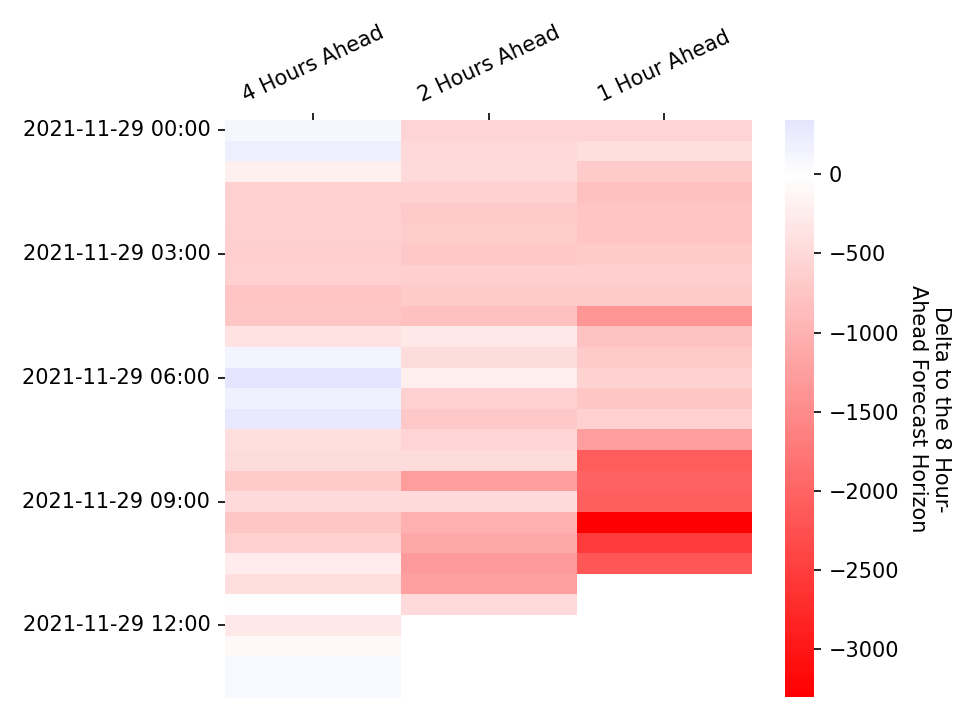 4 Hours Ahead
2 Hours Ahead
1 Hour Ahead
2021-11-29 00:00
2021-11-29 03:00
2021-11-29 06:00
2021-11-29 09:00
2021-11-29 12:00
0
−500
−1000
−1500
−2000
−2500
−3000
Delta to the 8 Hour-
Ahead Forecast Horizon